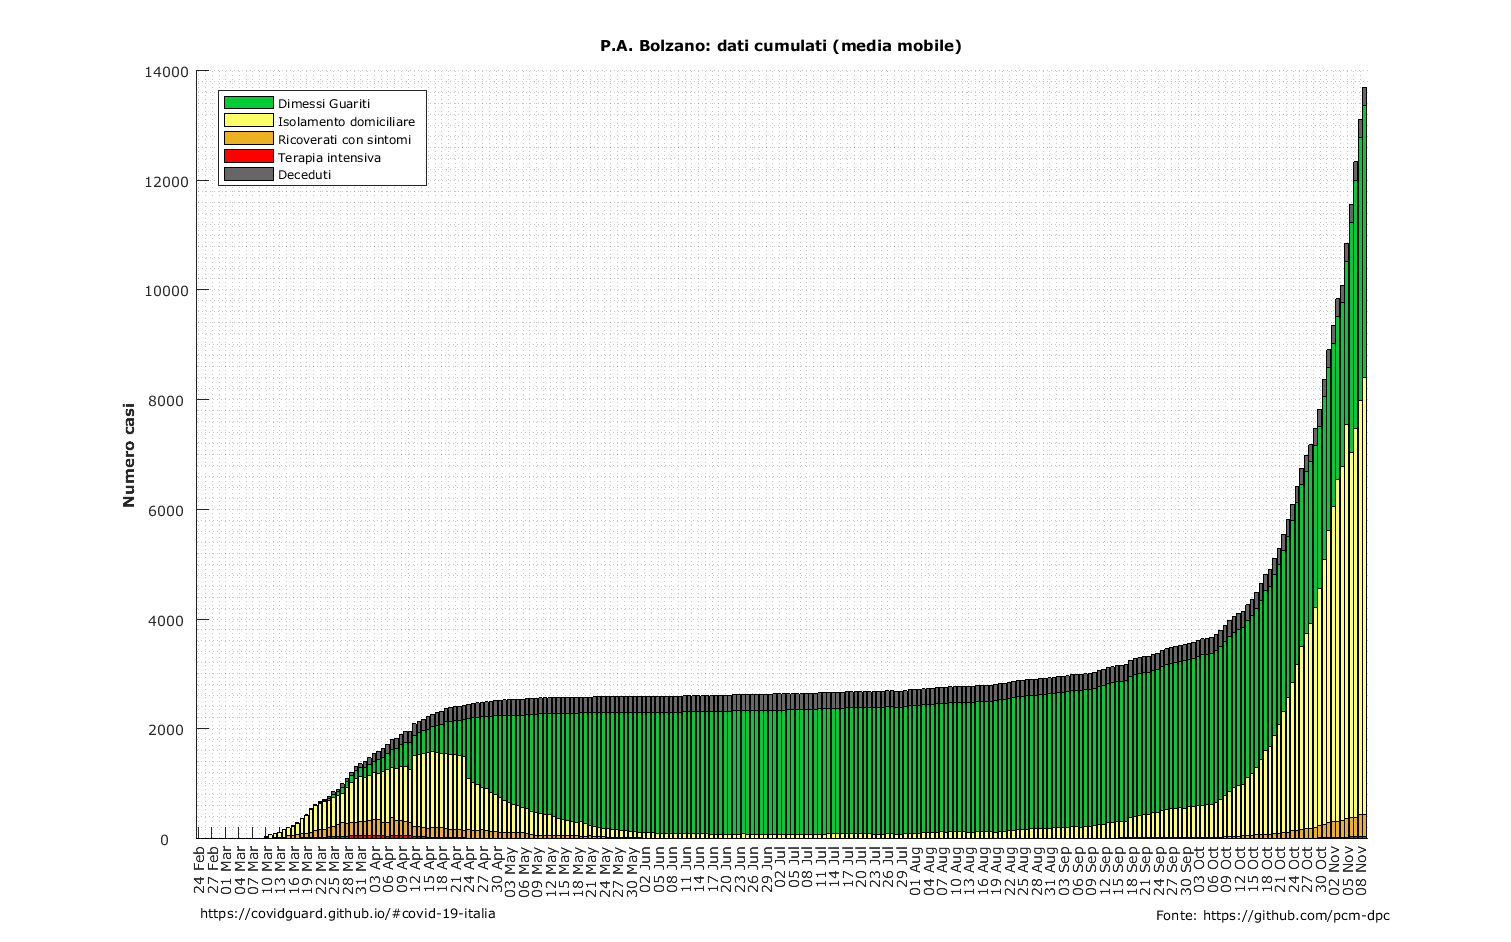 P.A. Bolzano: dati cumulati (media mobile)
14000
12000
10000
8000
6000
4000
2000
0
Numero casi
Dimessi Guariti
Isolamento domiciliare
Ricoverati con sintomi
Terapia intensiva
Deceduti
24 Feb
27 Feb
01 Mar
04 Mar
07 Mar
10 Mar
13 Mar
16 Mar
19 Mar
22 Mar
25 Mar
28 Mar
31 Mar
03 Apr
06 Apr
09 Apr
12 Apr
15 Apr
18 Apr
21 Apr
24 Apr
27 Apr
30 Apr
03 May
06 May
09 May
12 May
15 May
18 May
21 May
24 May
27 May
30 May
02 Jun
05 Jun
08 Jun
11 Jun
14 Jun
17 Jun
20 Jun
23 Jun
26 Jun
29 Jun
02 Jul
05 Jul
08 Jul
11 Jul
14 Jul
17 Jul
20 Jul
23 Jul
26 Jul
29 Jul
01 Aug
04 Aug
07 Aug
10 Aug
13 Aug
16 Aug
19 Aug
22 Aug
25 Aug
28 Aug
31 Aug
03 Sep
06 Sep
09 Sep
12 Sep
15 Sep
18 Sep
21 Sep
24 Sep
27 Sep
30 Sep
03 Oct
06 Oct
09 Oct
12 Oct
15 Oct
18 Oct
21 Oct
24 Oct
27 Oct
30 Oct
02 Nov
05 Nov
08 Nov
https://covidguard.github.io/#covid-19-italia
Fonte: https://github.com/pcm-dpc